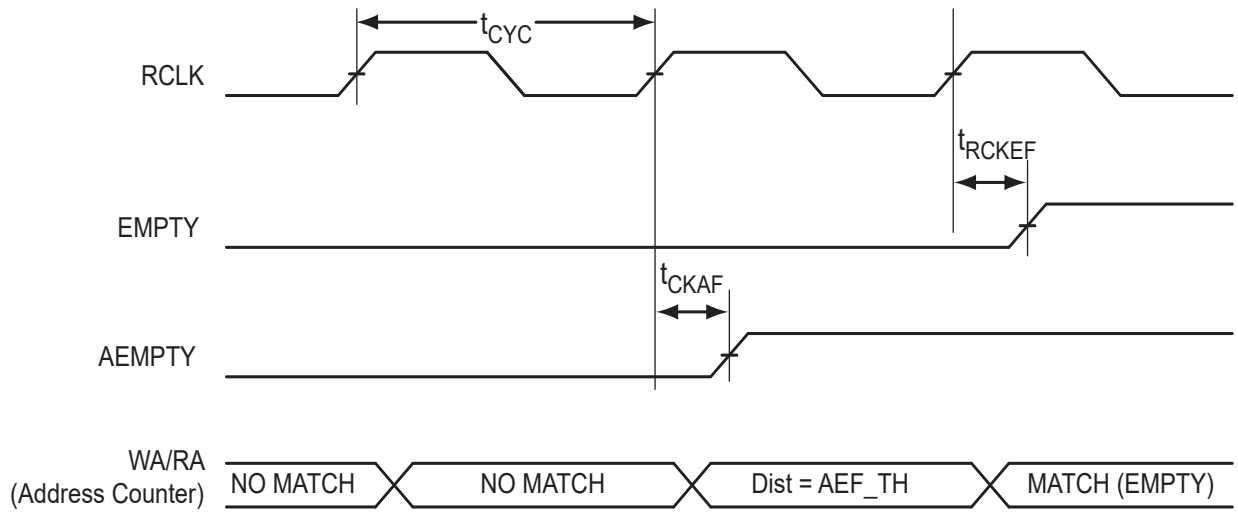 tCYC
RCLK
tRCKEF
EMPTY
tCKAF
AEMPTY
WA/RA
(Address Counter)
NO MATCH
NO MATCH
Dist = AEF_TH
MATCH (EMPTY)